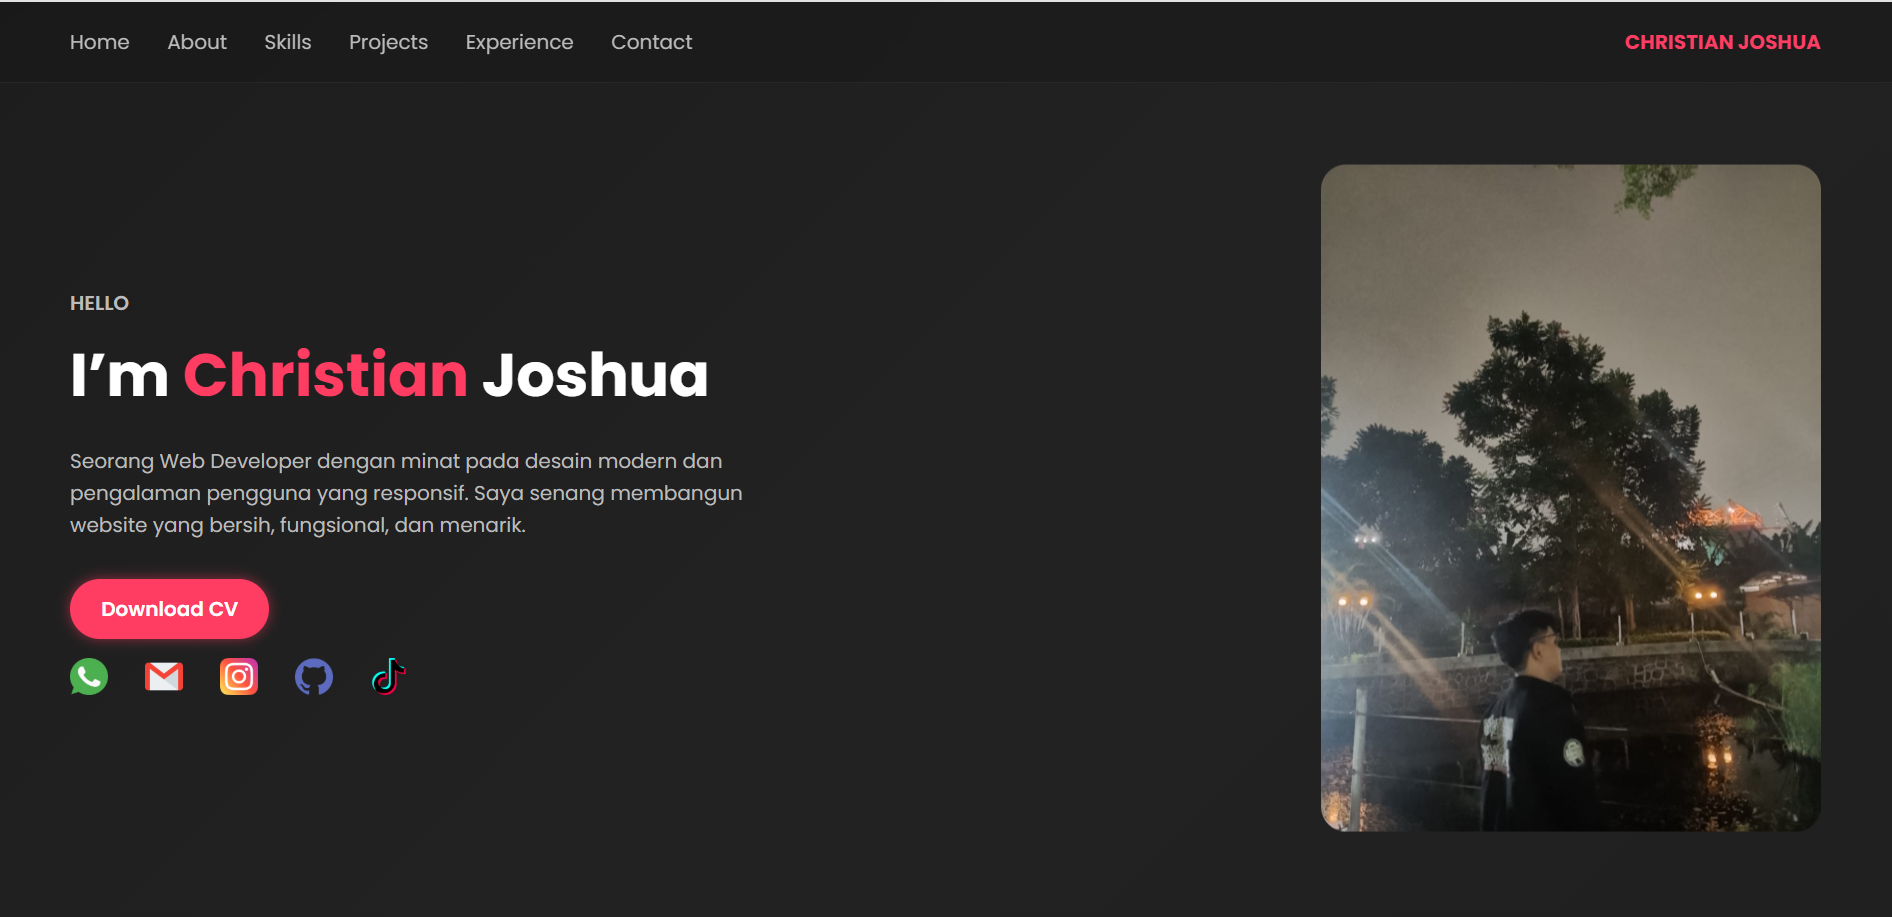 Home About Skills Projects Experience Contact CHRISTIAN JOSHUA
HELLO
I’m Christian Joshua
Seorang Web Developer dengan minat pada desain modern dan
pengalaman pengguna yang responsif. Saya senang membangun
website yang bersih, fungsional, dan menarik.
Download CV